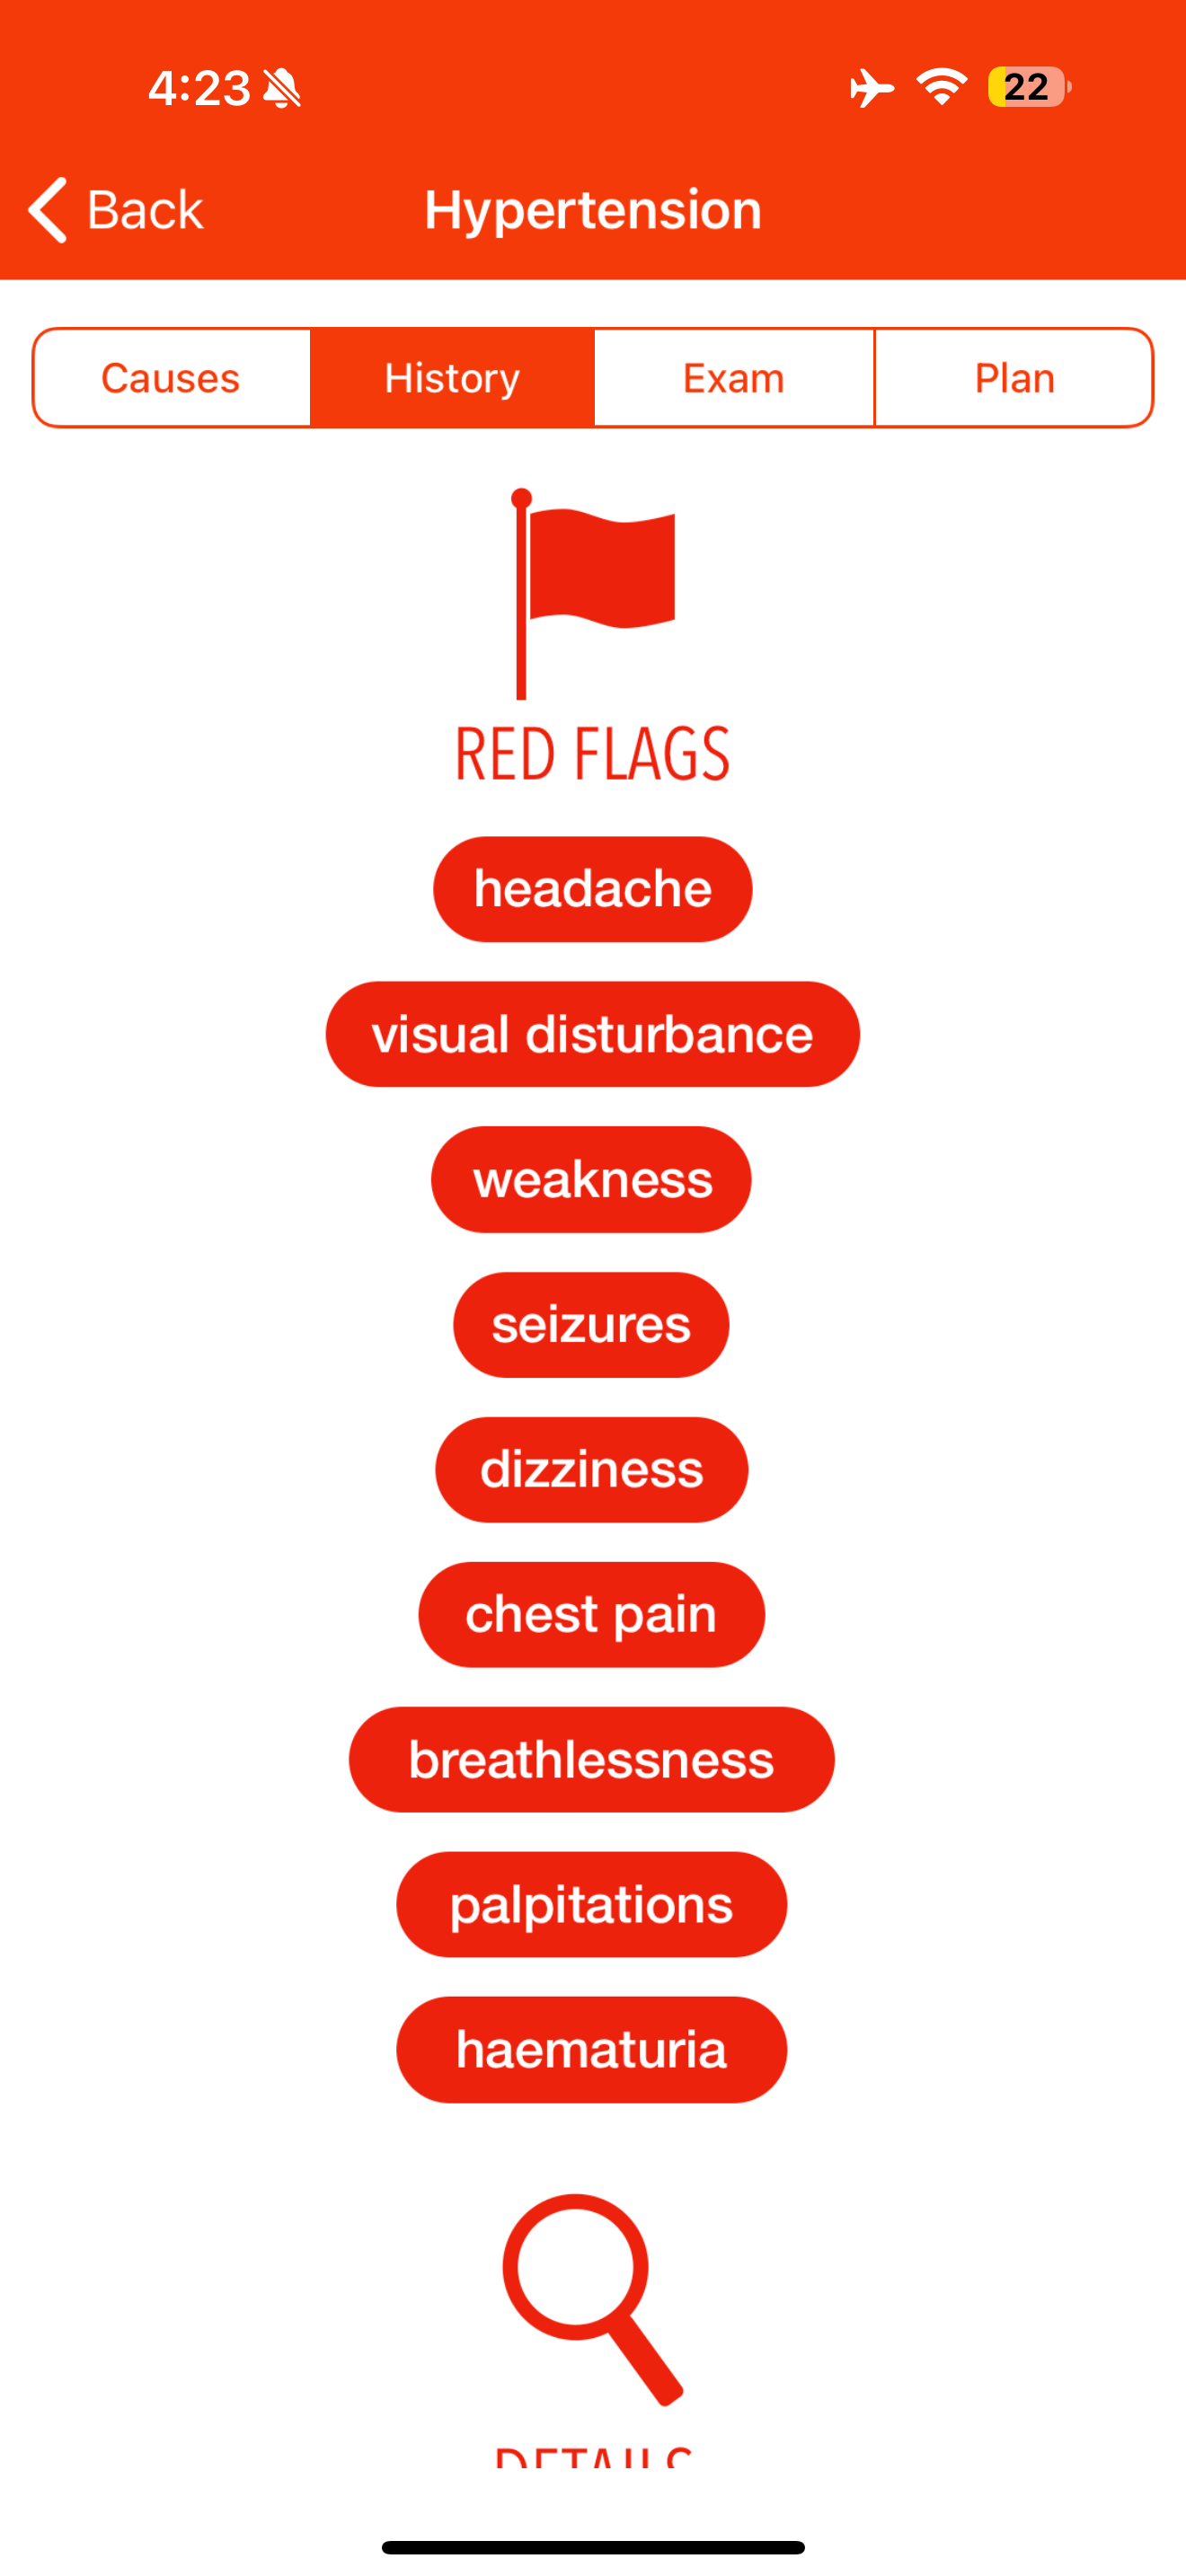 4:23
22
Back
Hypertension
Causes
History
Exam
Plan
RED FLAGS
headache
visual disturbance
weakness
seizures
dizziness
chest pain
breathlessness
palpitations
haematuria
DETAILS